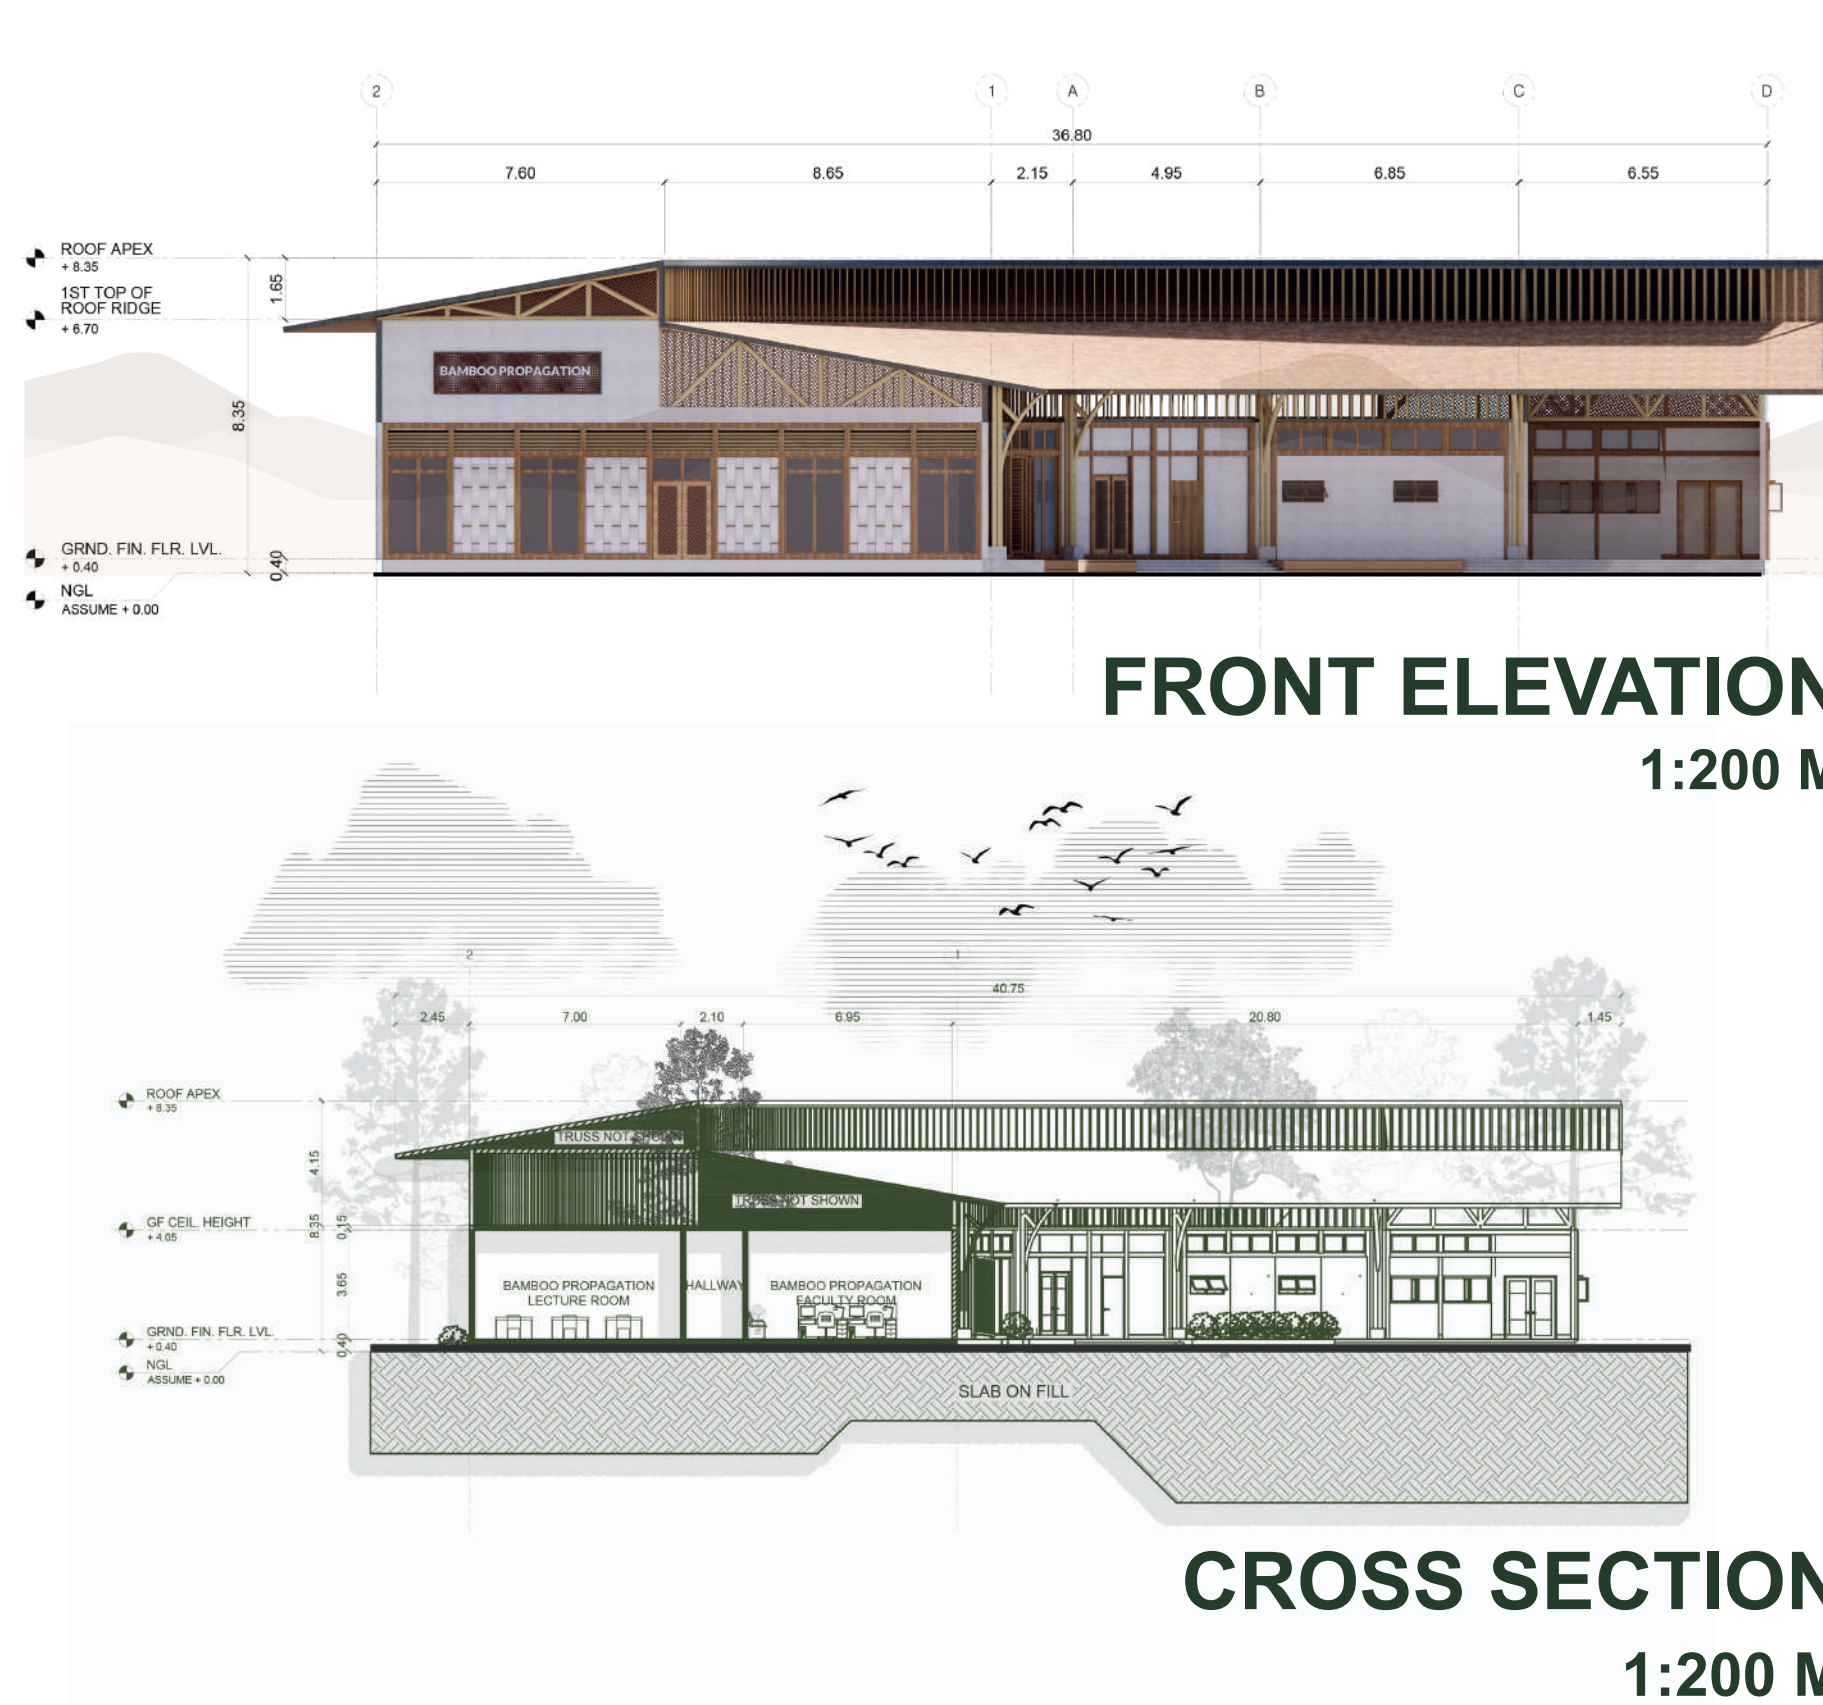 2
1
A
B
C
D
36.80
7.60
8.65
2.15
4.95
6.85
6.55
ROOF APEX
+ 8.35
1ST TOP OF
ROOF RIDGE
+ 6.70
1.65
8.35
BAMBOO PROPAGATION
GRND. FIN. FLR. LVL.
+ 0.40
0.40
NGL
ASSUME + 0.00
FRONT ELEVATION
1:200 M
2
1
40.75
2.45
7.00
2.10
6.95
20.80
1.45
ROOF APEX
+ 8.35
TRUSS NOT SHOWN
4.15
TRUSS NOT SHOWN
GF CEIL. HEIGHT
+ 4.05
8.35
0.15
3.65
BAMBOO PROPAGATION
LECTURE ROOM
HALLWAY
BAMBOO PROPAGATION
FACULTY ROOM
GRND. FIN. FLR. LVL.
+ 0.40
0.40
NGL
ASSUME + 0.00
SLAB ON FILL
CROSS SECTION
1:200 M